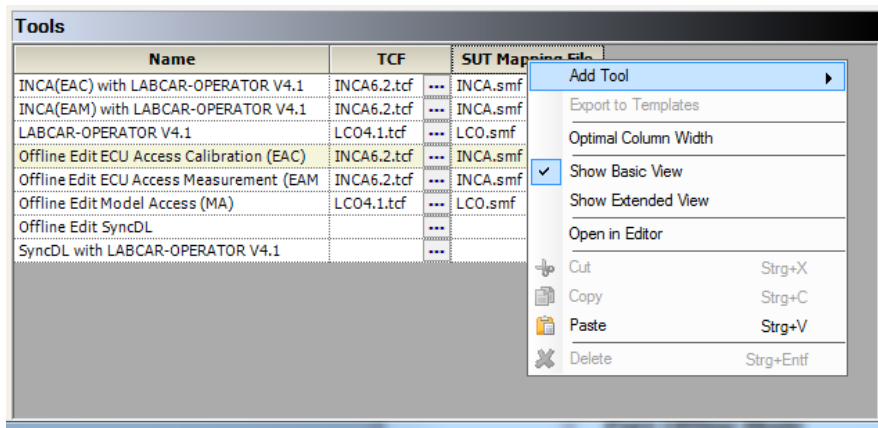 Tools
Name TCF SUT Mapping File
INCA(EAC) with LABCAR-OPERATOR V4.1 INCA6.2.tcf ... INCA.smf
INCA(EAM) with LABCAR-OPERATOR V4.1 INCA6.2.tcf ... INCA.smf
LABCAR-OPERATOR V4.1 LCO4.1.tcf ... LCO.smf
Offline Edit ECU Access Calibration (EAC) INCA6.2.tcf ... INCA.smf
Offline Edit ECU Access Measurement (EAM INCA6.2.tcf ... INCA.smf
Offline Edit Model Access (MA) LCO4.1.tcf ... LCO.smf
Offline Edit SyncDL ...
SyncDL with LABCAR-OPERATOR V4.1 ...
Add Tool
Export to Templates
Optimal Column Width
Show Basic View
Show Extended View
Open in Editor
Cut Strg+X
Copy Strg+C
Paste Strg+V
Delete Strg+Entf